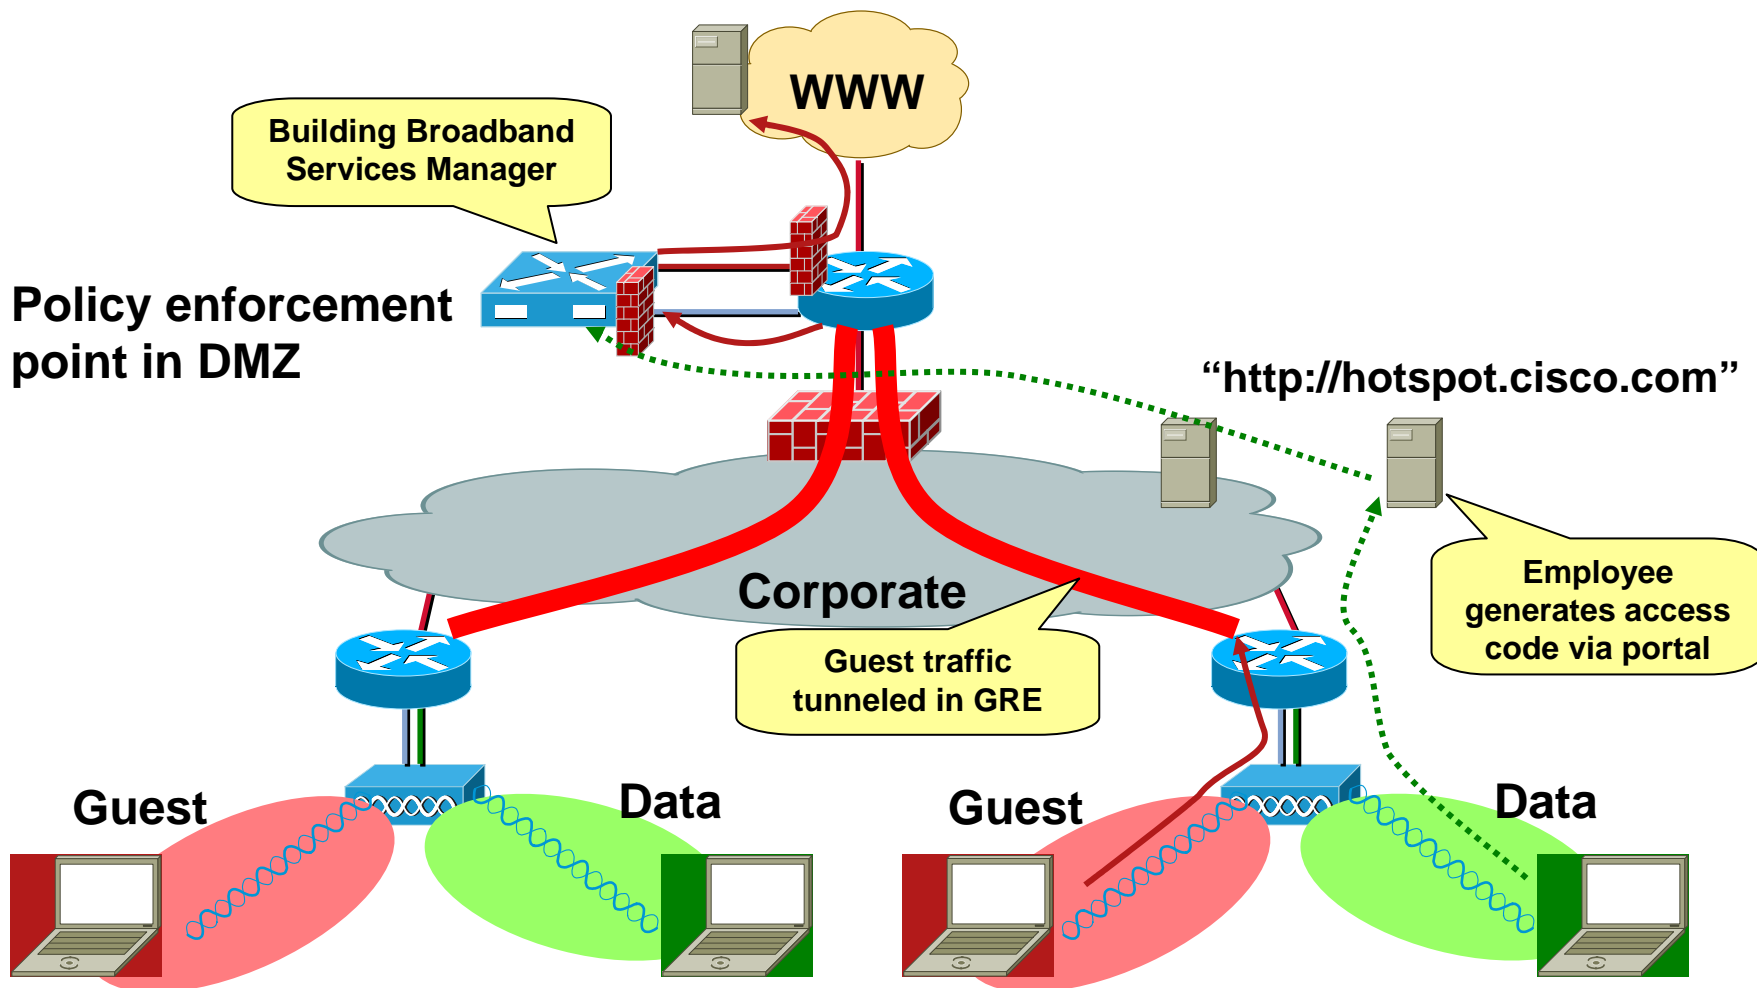 WWW
Building Broadband
Services Manager
Policy enforcement
point in DMZ
“http://hotspot.cisco.com”
Corporate
Employee
generates access
code via portal
Guest traffic
tunneled in GRE
Guest
Data
Guest
Data